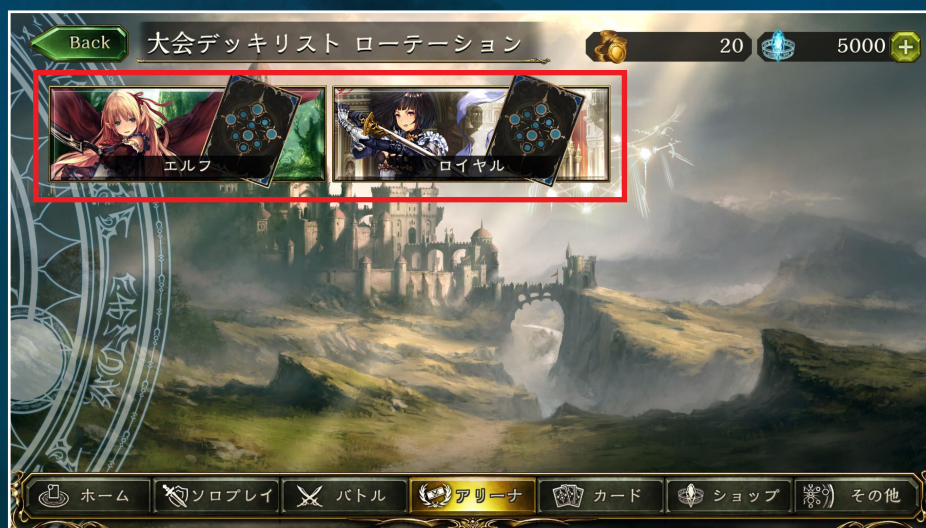 Back
大会デッキリスト ローテーション
20
5000
エルフ
ロイヤル
ホーム
ソロプレイ
バトル
アリーナ
カード
ショップ
その他